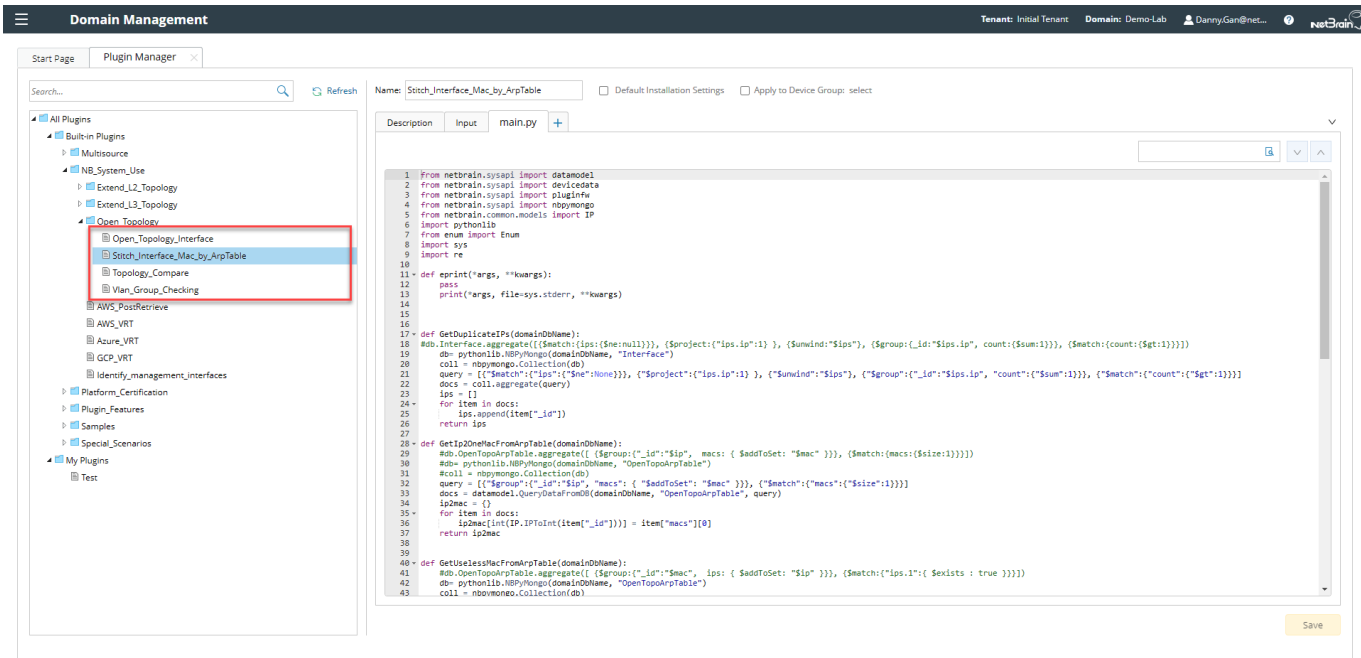 Domain Management
Tenant: Initial Tenant Domain: Demo-Lab Danny.Gan@net... NetBrain
Start Page Plugin Manager
Search... Refresh
All Plugins
Built-in Plugins
Multisource
NB_System_Use
Extend_L2_Topology
Extend_L3_Topology
Open_Topology
Open_Topology_Interface
Stitch_Interface_Mac_by_ArpTable
Topology_Compare
Vlan_Group_Checking
AWS_PostRetrieve
AWS_VRT
Azure_VRT
GCP_VRT
Identify_management_interfaces
Platform_Certification
Plugin_Features
Samples
Special_Scenarios
My Plugins
Test
Name: Stitch_Interface_Mac_by_ArpTable Default Installation Settings Apply to Device Group: select
Description Input main.py +
1 from netbrain.sysapi import datamodel
2 from netbrain.sysapi import devicedata
3 from netbrain.sysapi import pluginfw
4 from netbrain.sysapi import nbpymongo
5 from netbrain.common.models import IP
6 import pythonlib
7 from enum import Enum
8 import sys
9 import re
10
11 def eprint(*args, **kwargs):
12 pass
13 print(*args, file=sys.stderr, **kwargs)
14
15
16
17 def GetDuplicateIPs(domainDbName):
18 #db.Interface.aggregate([{$match:{ips:{$ne:null}}}, {$project:{"ips.ip":1} }, {$unwind:"$ips"}, {$group:{_id:"$ips.ip", count:{$sum:1}}}, {$match:{count:{$gt:1}}}])
19 db= pythonlib.NBPyMongo(domainDbName, "Interface")
20 coll = nbpymongo.Collection(db)
21 query = [{"$match":{"ips":{"$ne":None}}}, {"$project":{"ips.ip":1} }, {"$unwind":"$ips"}, {"$group":{"_id":"$ips.ip", "count":{"$sum":1}}}, {"$match":{"count":{"$gt":1}}}]
22 docs = coll.aggregate(query)
23 ips = []
24 for item in docs:
25 ips.append(item["_id"])
26 return ips
27
28 def GetIp2OneMacFromArpTable(domainDbName):
29 #db.OpenTopoArpTable.aggregate([ {$group:{"_id":"$ip", macs: { $addToSet: "$mac" }}}, {$match:{macs:{$size:1}}}])
30 #db= pythonlib.NBPyMongo(domainDbName, "OpenTopoArpTable")
31 #coll = nbpymongo.Collection(db)
32 query = [{"$group":{"_id":"$ip", "macs": { "$addToSet": "$mac" }}}, {"$match":{"macs":{"$size":1}}}]
33 docs = datamodel.QueryDataFromDB(domainDbName, "OpenTopoArpTable", query)
34 ip2mac = {}
35 for item in docs:
36 ip2mac[int(IP.IPToInt(item["_id"]))] = item["macs"][0]
37 return ip2mac
38
39
40 def GetUselessMacFromArpTable(domainDbName):
41 #db.OpenTopoArpTable.aggregate([ {$group:{"_id":"$mac", ips: { $addToSet: "$ip" }}}, {$match:{"ips.1":{ $exists : true }}}])
42 db= pythonlib.NBPyMongo(domainDbName, "OpenTopoArpTable")
43 coll = nbpymongo.Collection(db)
Save